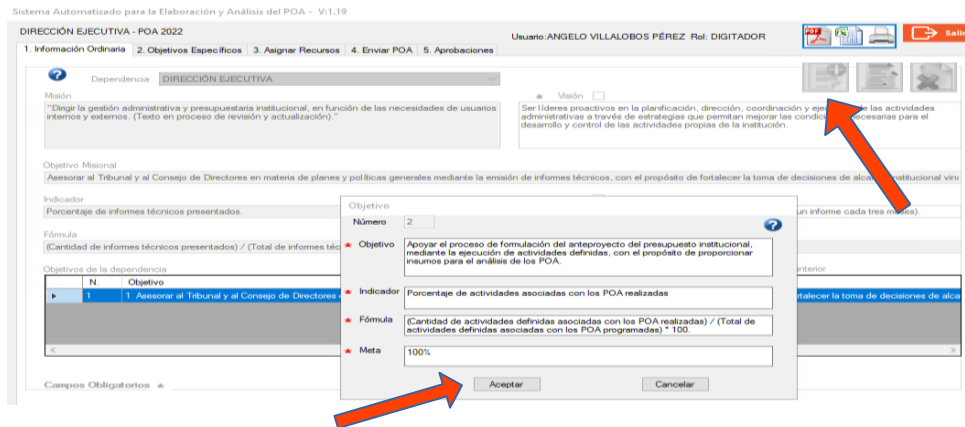 Sistema Automatizado para la Elaboración y Análisis del POA - V:1.19
DIRECCIÓN EJECUTIVA - POA 2022
Usuario:ANGELO VILLALOBOS PÉREZ Rol: DIGITADOR
PDF
Salir
1. Información Ordinaria 2. Objetivos Específicos 3. Asignar Recursos 4. Enviar POA 5. Aprobaciones
? Dependencia DIRECCIÓN EJECUTIVA
Misión
"Dirigir la gestión administrativa y presupuestaria institucional, en función de las necesidades de usuarios
internos y externos. (Texto en proceso de revisión y actualización)."
* Visión
Ser líderes proactivos en la planificación, dirección, coordinación y de las actividades
administrativas a través de estrategias que permitan mejorar las necesarias para el
desarrollo y control de las actividades propias de la institución.
Objetivo Misional
Asesorar al Tribunal y al Consejo de Directores en materia de planes y políticas generales mediante la emisión de informes técnicos, con el propósito de fortalecer la toma de decisiones de
Indicador
Porcentaje de informes técnicos presentados.
un informe cada tres
Fórmula
(Cantidad de informes técnicos presentados) / (Total de informes
Objetivos de la dependencia
N. Objetivo
1 1 Asesorar al Tribunal y al Consejo de Directores
la toma de decisiones de
Campos Obligatorios *
Objetivo
Número 2 ?
* Objetivo Apoyar el proceso de formulación del anteproyecto del presupuesto institucional,
mediante la ejecución de actividades definidas, con el propósito de proporcionar
insumos para el análisis de los POA.
* Indicador Porcentaje de actividades asociadas con los POA realizadas
* Fórmula (Cantidad de actividades definidas asociadas con los POA realizadas) / (Total de
actividades definidas asociadas con los POA programadas) * 100.
* Meta 100%
Aceptar Cancelar